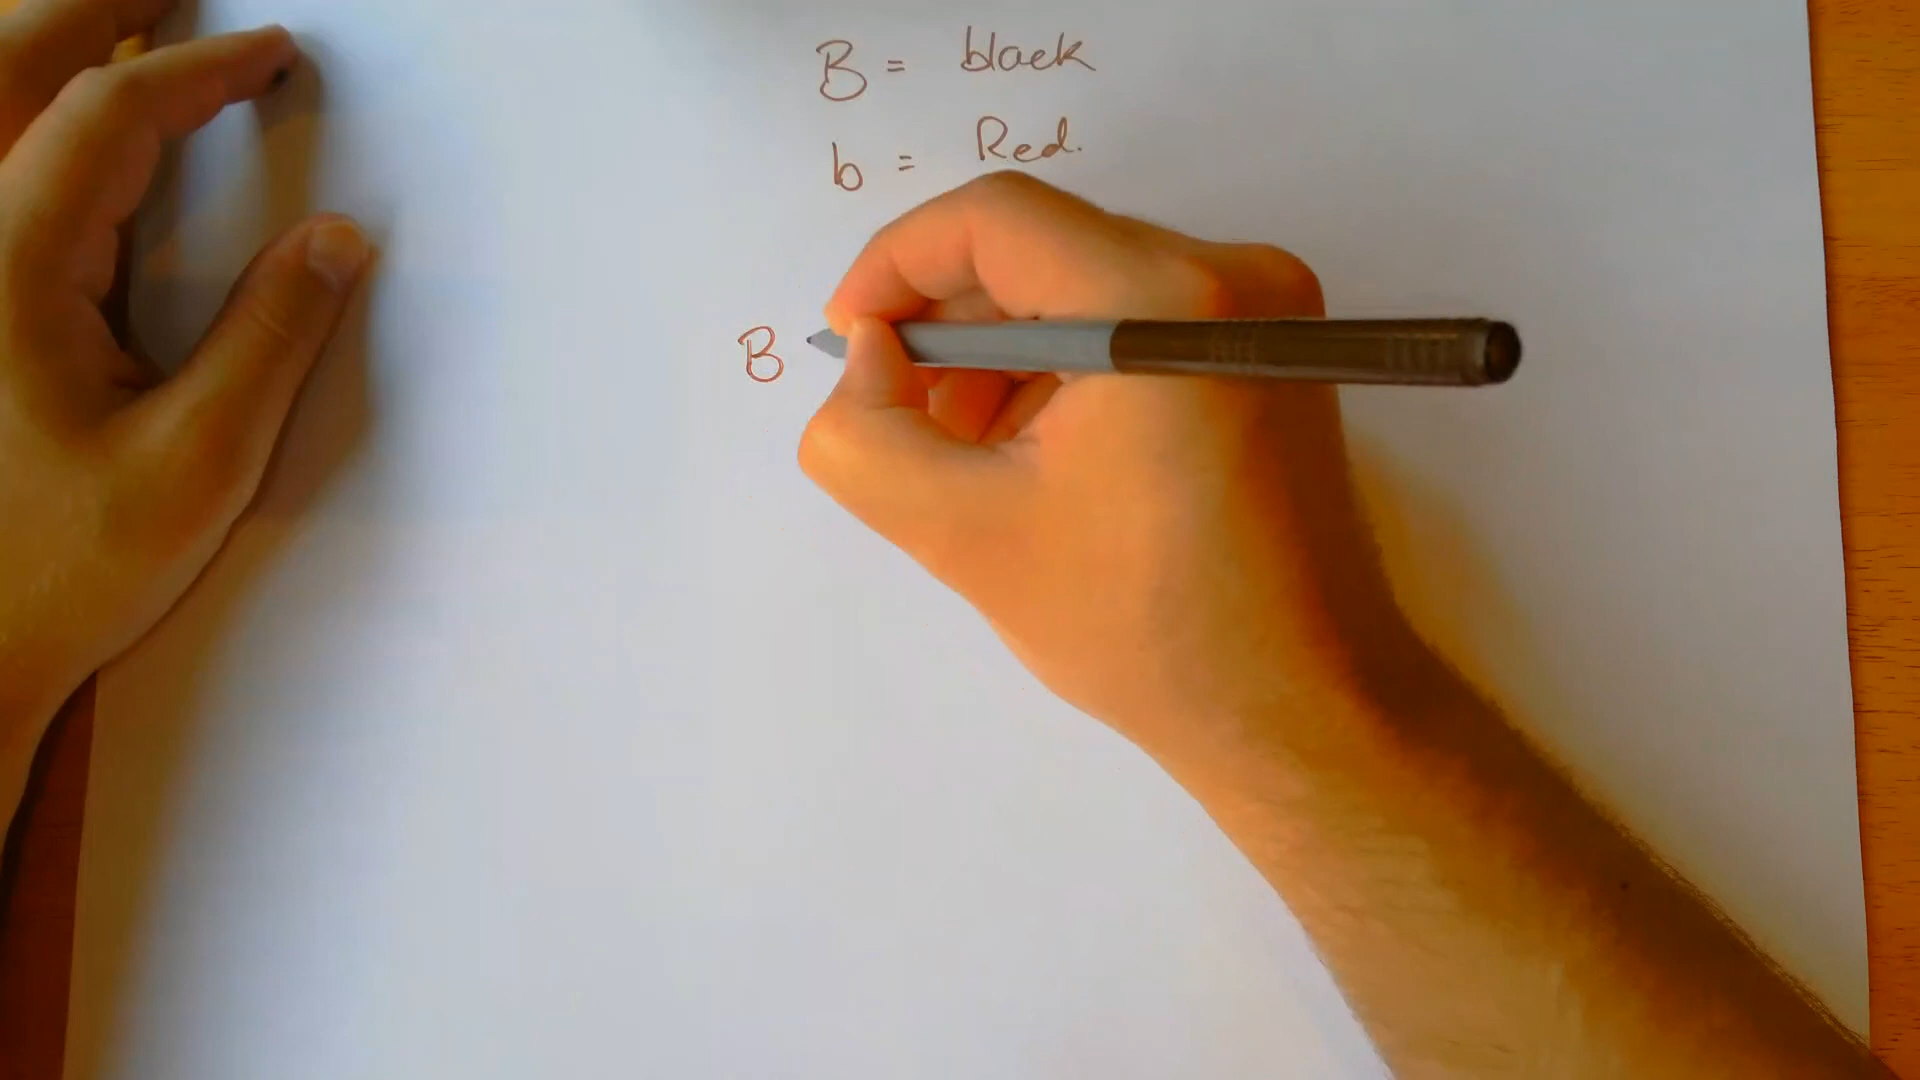 B = black
b = Red.
B